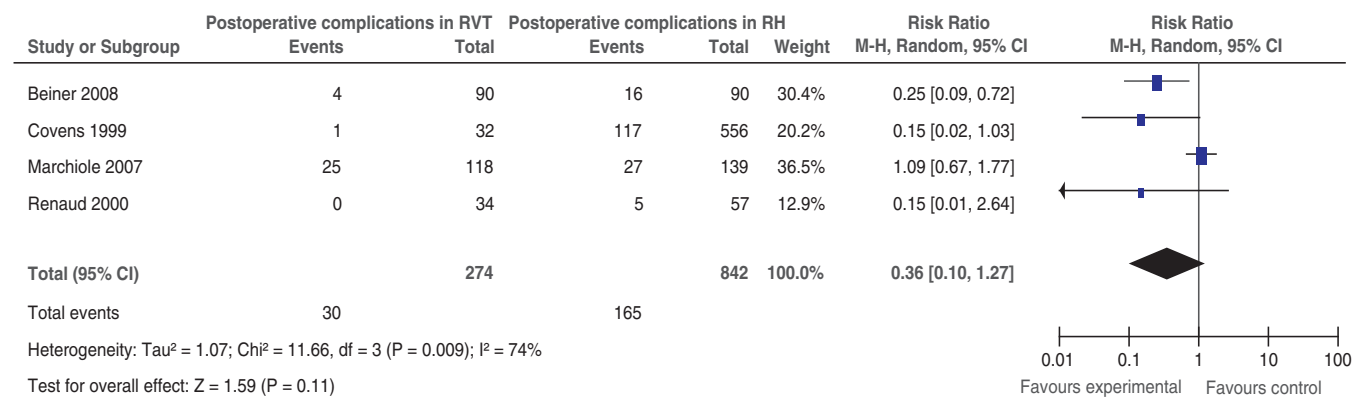 Postoperative complications in RVT Postoperative complications in RH Risk Ratio Risk Ratio
Study or Subgroup Events Total Events Total Weight M-H, Random, 95% CI M-H, Random, 95% CI
Beiner 2008 4 90 16 90 30.4% 0.25 [0.09, 0.72]
Covens 1999 1 32 117 556 20.2% 0.15 [0.02, 1.03]
Marchiole 2007 25 118 27 139 36.5% 1.09 [0.67, 1.77]
Renaud 2000 0 34 5 57 12.9% 0.15 [0.01, 2.64]
Total (95% CI) 274 842 100.0% 0.36 [0.10, 1.27]
Total events 30 165
Heterogeneity: Tau² = 1.07; Chi² = 11.66, df = 3 (P = 0.009); I² = 74%
0.01 0.1 1 10 100
Test for overall effect: Z = 1.59 (P = 0.11)
Favours experimental Favours control